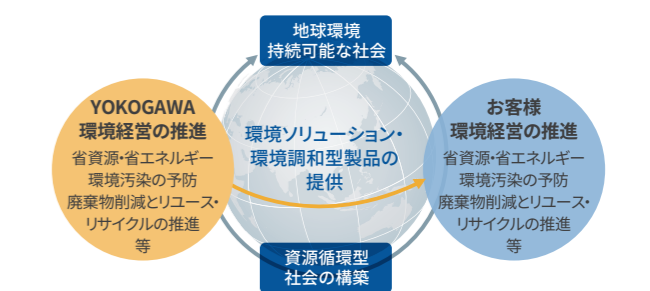 地球環境
持続可能な社会
YOKOGAWA
環境経営の推進
省資源・省エネルギー
環境汚染の予防
廃棄物削減とリユース・
リサイクルの推進
等
環境ソリューション・
環境調和型製品の
提供
お客様
環境経営の推進
省資源・省エネルギー
環境汚染の予防
廃棄物削減とリユース・
リサイクルの推進
等
資源循環型
社会の構築